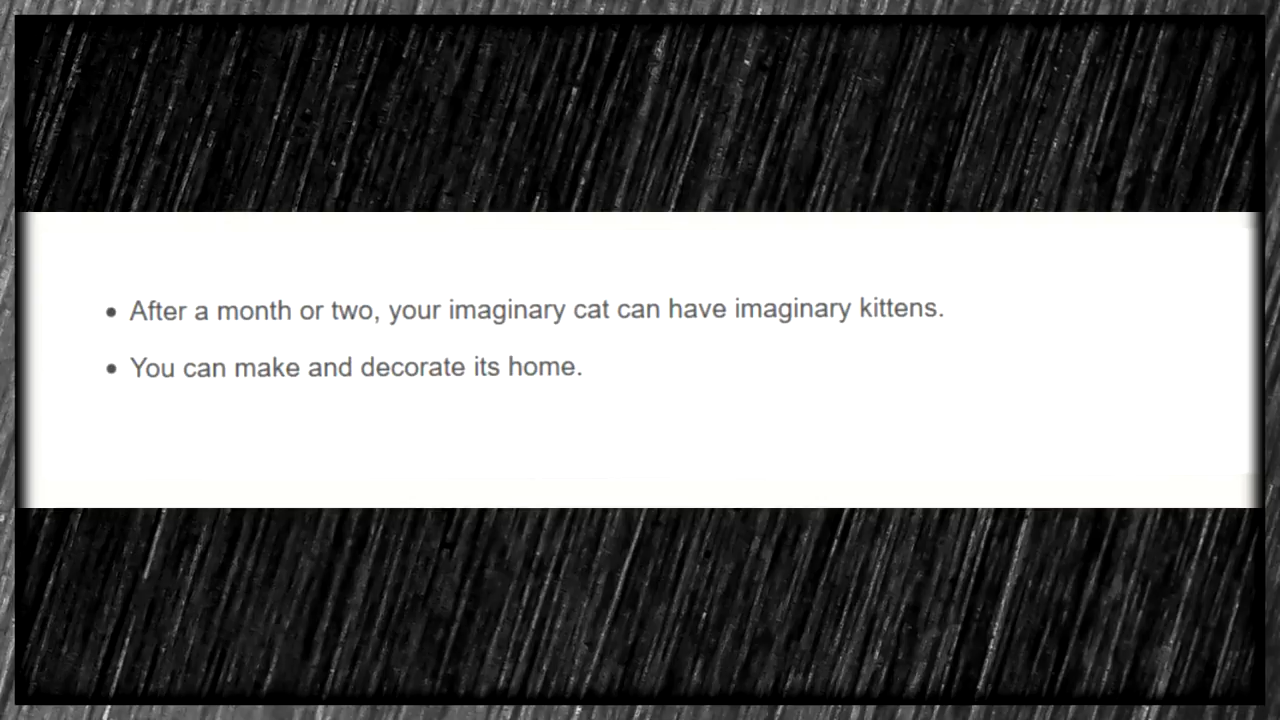 • After a month or two, your imaginary cat can have imaginary kittens.
• You can make and decorate its home.